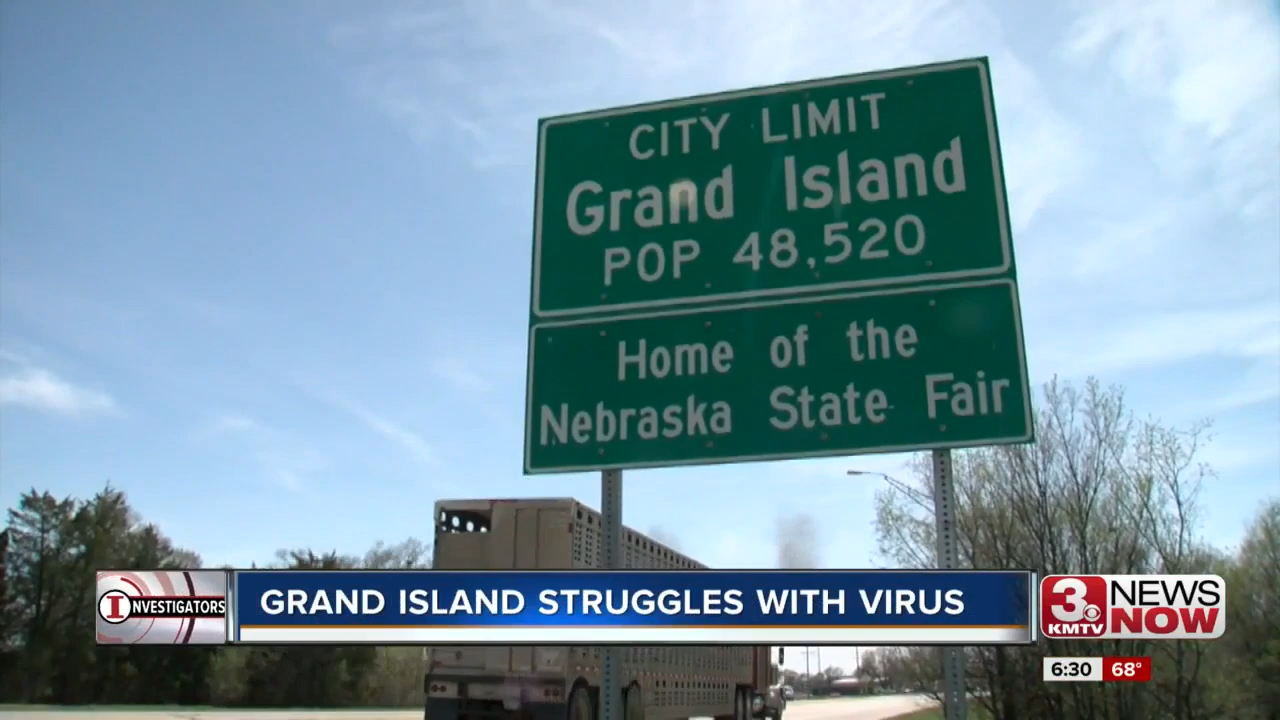 CITY LIMIT
Grand Island
POP 48,520
Home of the
Nebraska State Fair
INVESTIGATORS
GRAND ISLAND STRUGGLES WITH VIRUS
3 NEWS
KMTV NOW
6:30 68°